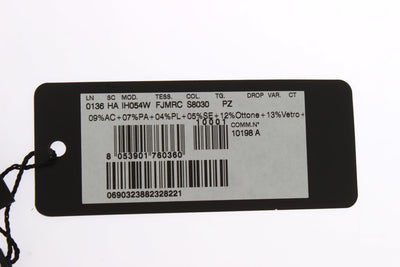 LN SC MOD. TESS. COL. TG. DROP VAR. CT
0136 HA IH054W FJMRC S8030 PZ
09%AC+07%PA+04%PL+05%SE+12%Ottone+13%Vetro+
10001 COMM.N°
10198 A
8 053901 760360
0690323882328221